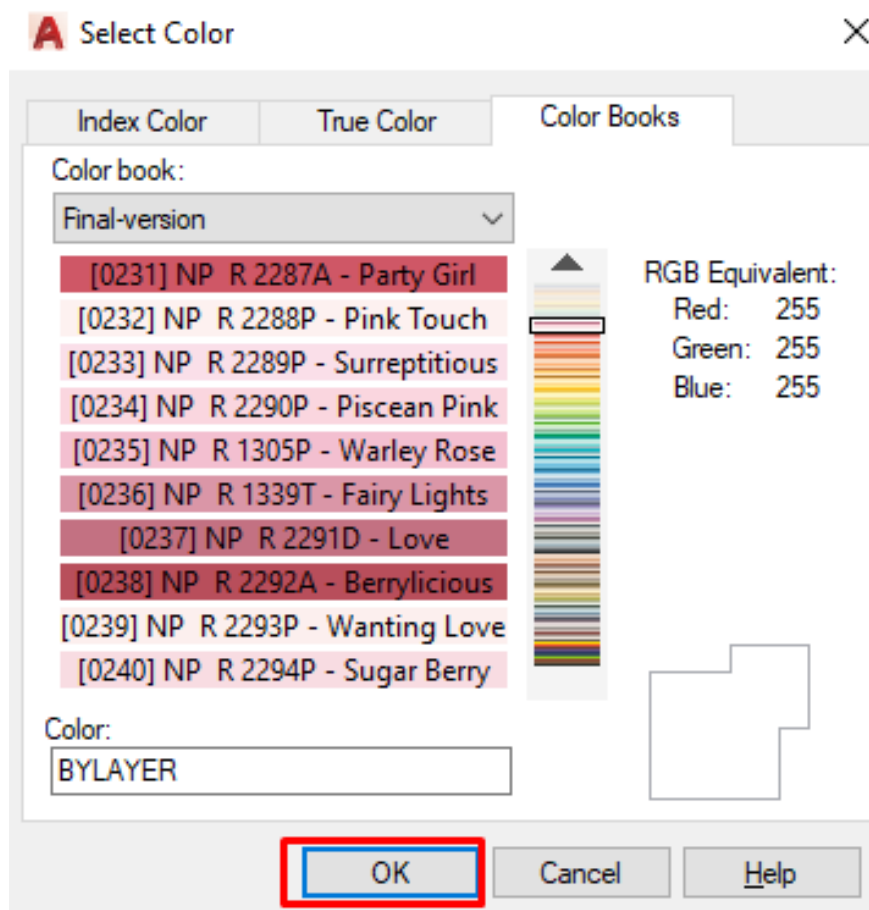 Select Color
Index Color
True Color
Color Books
Color book:
Final-version
[0231] NP R 2287A - Party Girl
[0232] NP R 2288P - Pink Touch
[0233] NP R 2289P - Surreptitious
[0234] NP R 2290P - Piscean Pink
[0235] NP R 1305P - Warley Rose
[0236] NP R 1339T - Fairy Lights
[0237] NP R 2291D - Love
[0238] NP R 2292A - Berrylicious
[0239] NP R 2293P - Wanting Love
[0240] NP R 2294P - Sugar Berry
RGB Equivalent:
Red: 255
Green: 255
Blue: 255
Color:
BYLAYER
OK
Cancel
Help